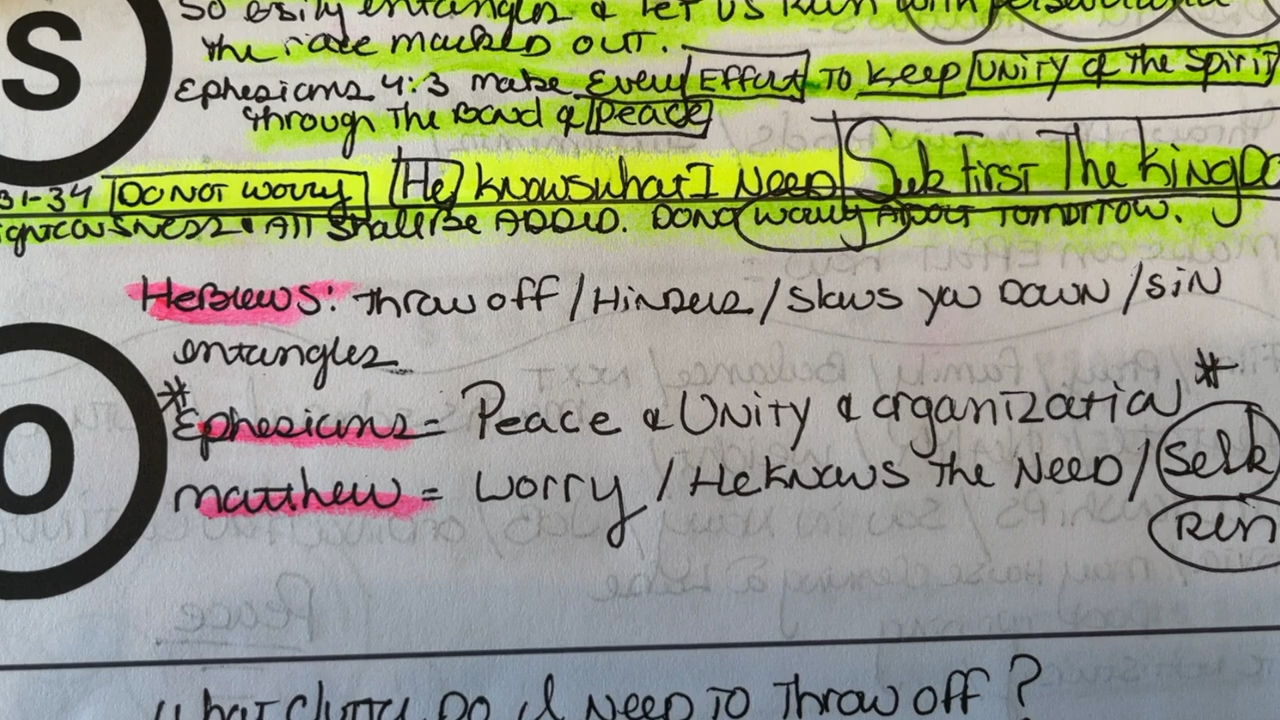 S
so easily entangles & let us run with
the race marked out.
Ephesians 4:3 make Every Effort To keep Unity of the Spirit
through The Bond of Peace
31-34 DO NOT Worry He knows what I Need Seek First The Kingdo
ighteousness & All Shall Be ADDED. DO NOT worry About Tomorrow.
Hebrews: Throw off / Hinders / Slows you Down / Sin
entangles
O
*Ephesians = Peace & Unity & organization*
matthew = Worry / He Knows The Need / Seek
Run
What Clutter Do I Need To Throw off?